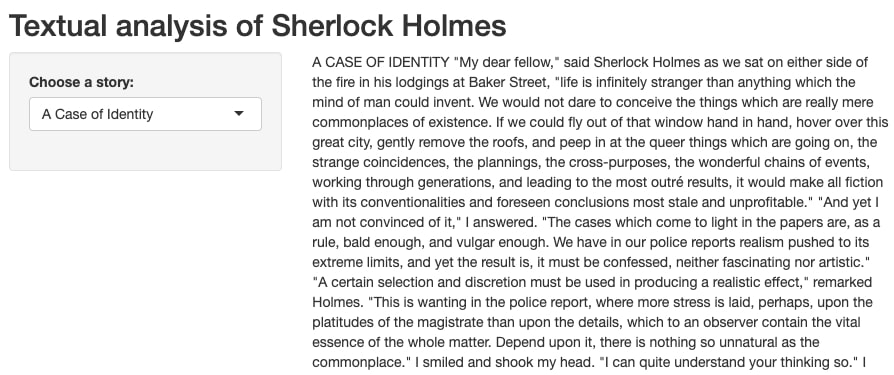 Textual analysis of Sherlock Holmes
Choose a story:
A Case of Identity
A CASE OF IDENTITY "My dear fellow," said Sherlock Holmes as we sat on either side of
the fire in his lodgings at Baker Street, "life is infinitely stranger than anything which the
mind of man could invent. We would not dare to conceive the things which are really mere
commonplaces of existence. If we could fly out of that window hand in hand, hover over this
great city, gently remove the roofs, and peep in at the queer things which are going on, the
strange coincidences, the plannings, the cross-purposes, the wonderful chains of events,
working through generations, and leading to the most outré results, it would make all fiction
with its conventionalities and foreseen conclusions most stale and unprofitable." "And yet I
am not convinced of it," I answered. "The cases which come to light in the papers are, as a
rule, bald enough, and vulgar enough. We have in our police reports realism pushed to its
extreme limits, and yet the result is, it must be confessed, neither fascinating nor artistic."
"A certain selection and discretion must be used in producing a realistic effect," remarked
Holmes. "This is wanting in the police report, where more stress is laid, perhaps, upon the
platitudes of the magistrate than upon the details, which to an observer contain the vital
essence of the whole matter. Depend upon it, there is nothing so unnatural as the
commonplace." I smiled and shook my head. "I can quite understand your thinking so." I